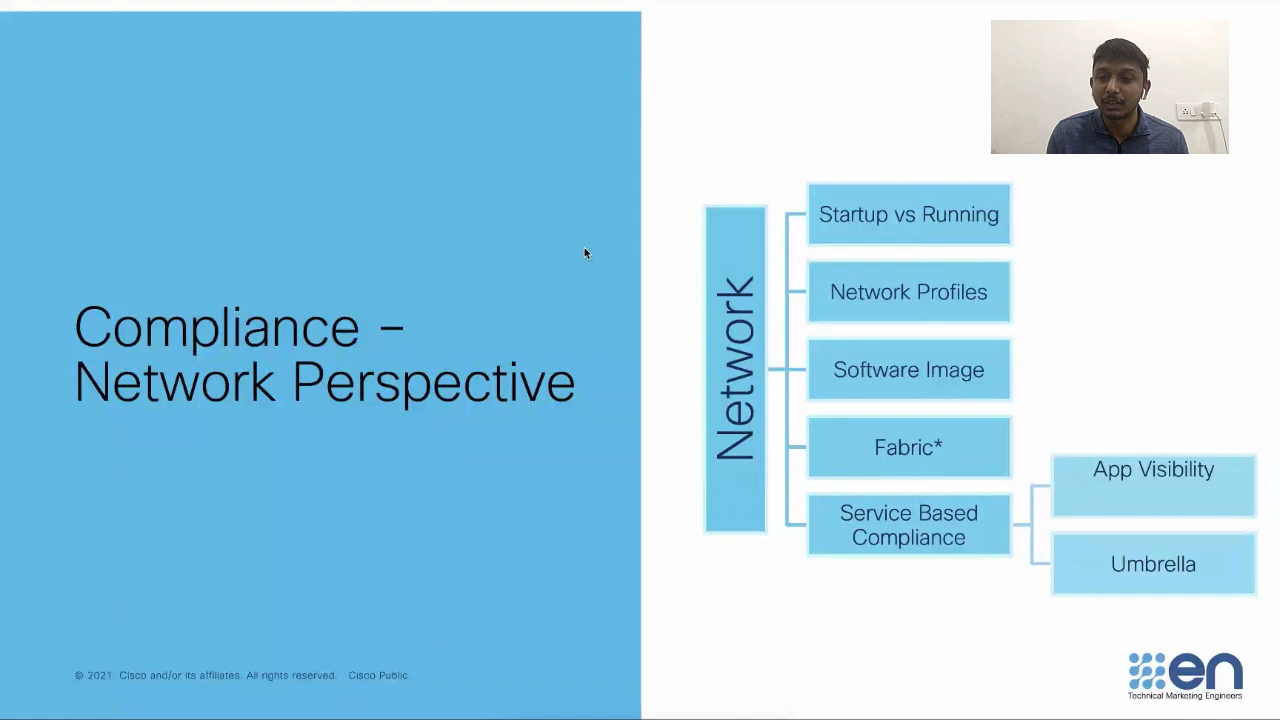 Compliance –
Network Perspective
Network
Startup vs Running
Network Profiles
Software Image
Fabric*
Service Based
Compliance
App Visibility
Umbrella
© 2021 Cisco and/or its affiliates. All rights reserved. Cisco Public
en
Technical Marketing Engineers